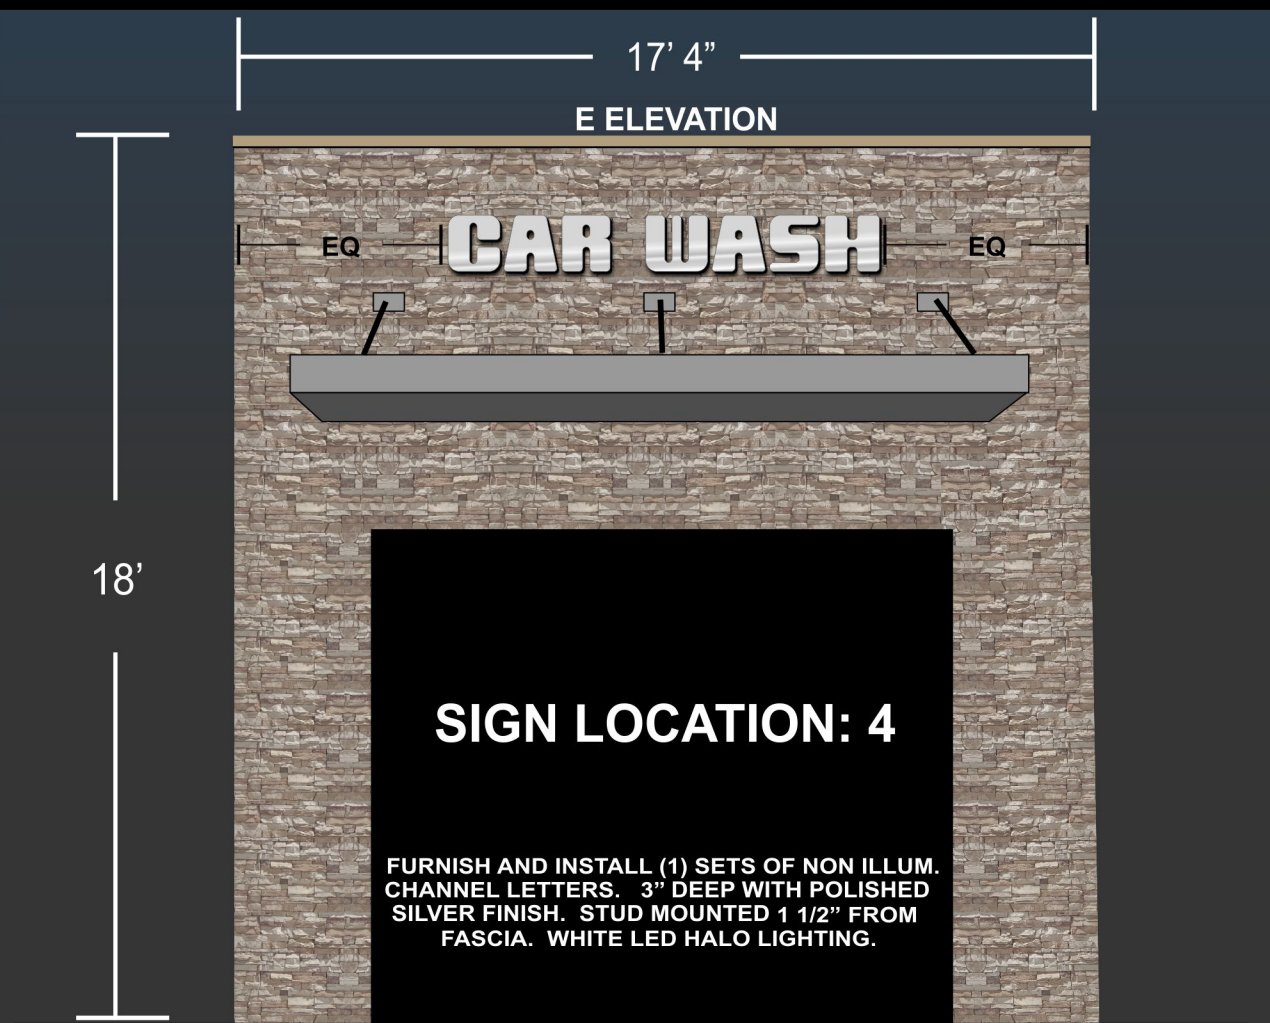 17’ 4”
E ELEVATION
EQ CAR WASH EQ
18’
SIGN LOCATION: 4
FURNISH AND INSTALL (1) SETS OF NON ILLUM.
CHANNEL LETTERS. 3’’ DEEP WITH POLISHED
SILVER FINISH. STUD MOUNTED 1 1/2” FROM
FASCIA. WHITE LED HALO LIGHTING.